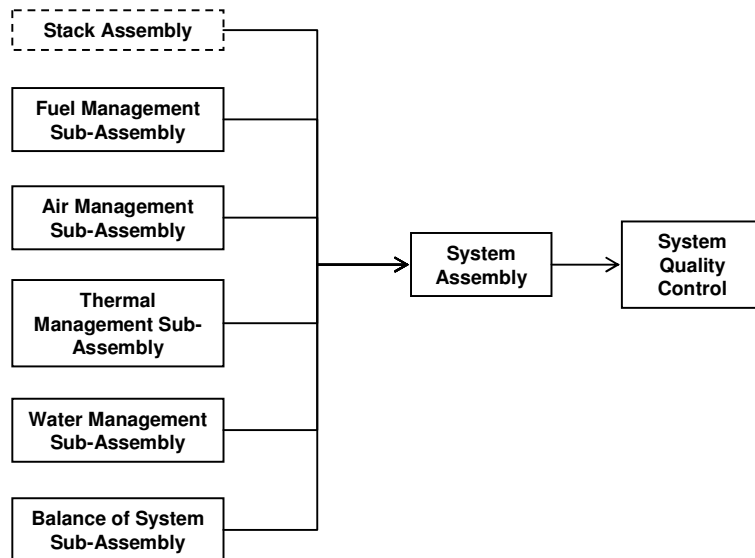 Stack Assembly
Fuel Management
Sub-Assembly
Air Management
Sub-Assembly
Thermal
Management Sub-
Assembly
Water Management
Sub-Assembly
Balance of System
Sub-Assembly
System
Assembly
System
Quality
Control